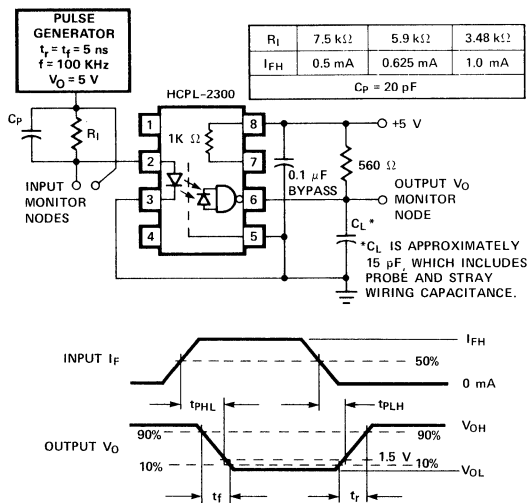 PULSE
GENERATOR
tr = tf = 5 ns
f = 100 KHz
VO = 5 V
RI 7.5 kΩ 5.9 kΩ 3.48 kΩ
IFH 0.5 mA 0.625 mA 1.0 mA
CP = 20 pF
HCPL-2300
CP
RI
1
2
3
4
1K Ω
8
7
6
5
+5 V
560 Ω
0.1 μF
BYPASS
INPUT
MONITOR
NODES
OUTPUT VO
MONITOR
NODE
CL*
*CL IS APPROXIMATELY
15 pF, WHICH INCLUDES
PROBE AND STRAY
WIRING CAPACITANCE.
INPUT IF
IFH
50%
0 mA
tPHL
tPLH
OUTPUT VO
90%
10%
VOH
90%
1.5 V
10%
VOL
tf
tr